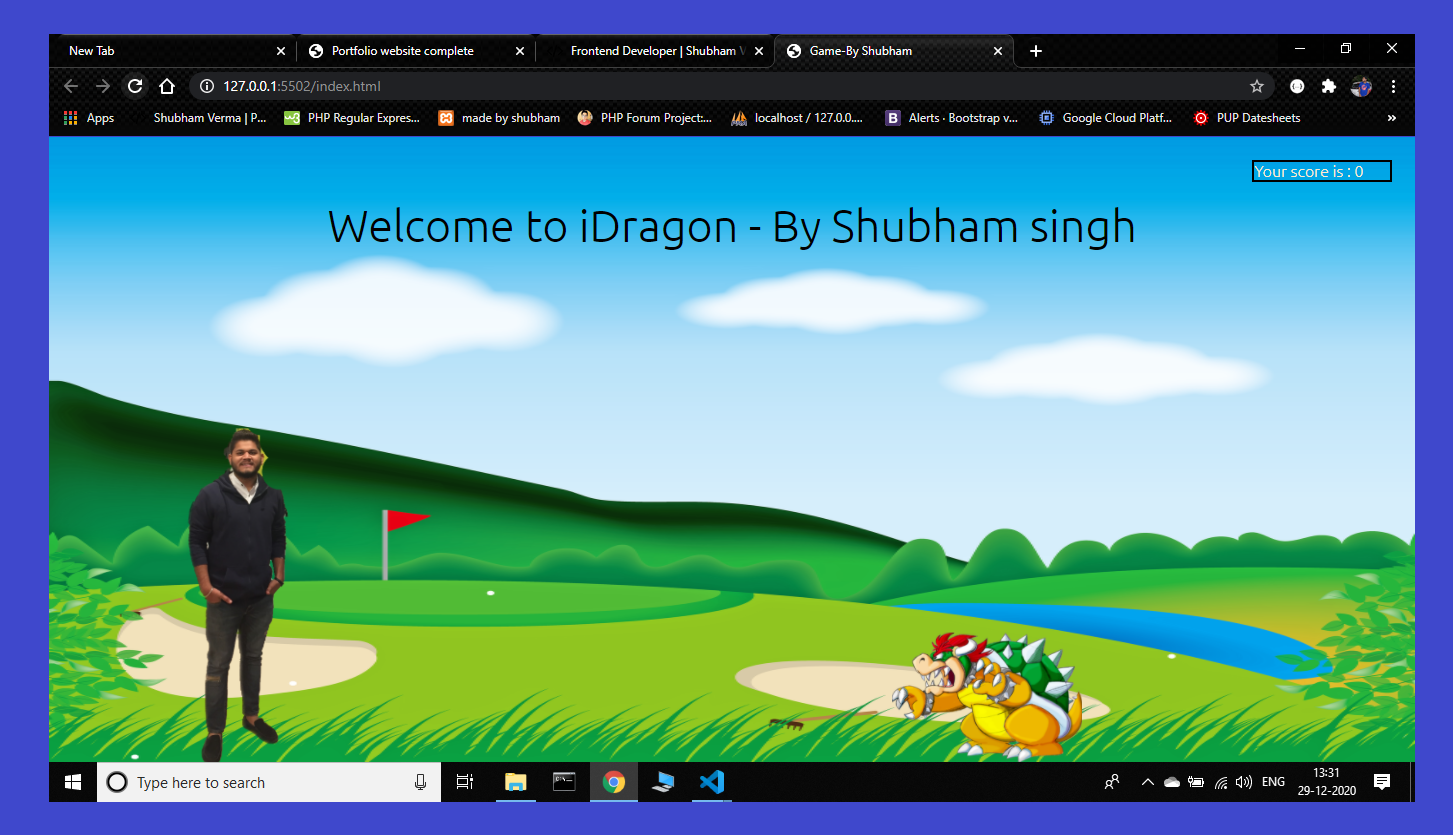 New Tab
Portfolio website complete
Frontend Developer | Shubham V
Game-By Shubham
127.0.0.1:5502/index.html
Apps
Shubham Verma | P...
PHP Regular Expres...
made by shubham
PHP Forum Project:...
localhost / 127.0.0....
Alerts · Bootstrap v...
Google Cloud Platf...
PUP Datesheets
»
Your score is : 0
Welcome to iDragon - By Shubham singh
Type here to search
ENG
13:31
29-12-2020